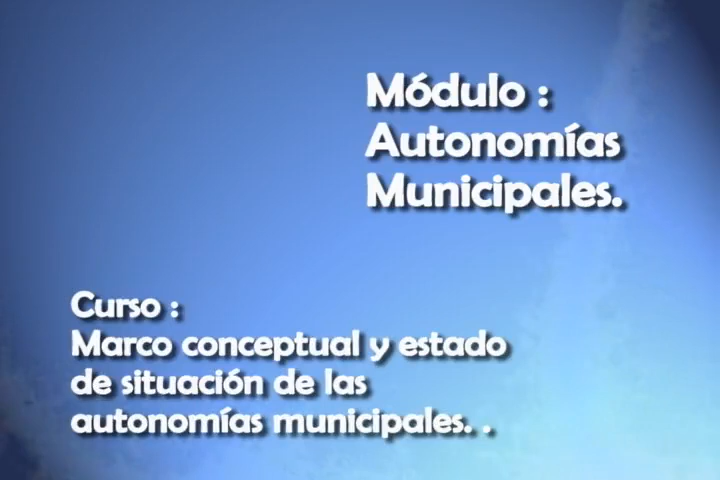 Módulo :
Autonomías
Municipales.
Curso :
Marco conceptual y estado
de situación de las
autonomías municipales. .